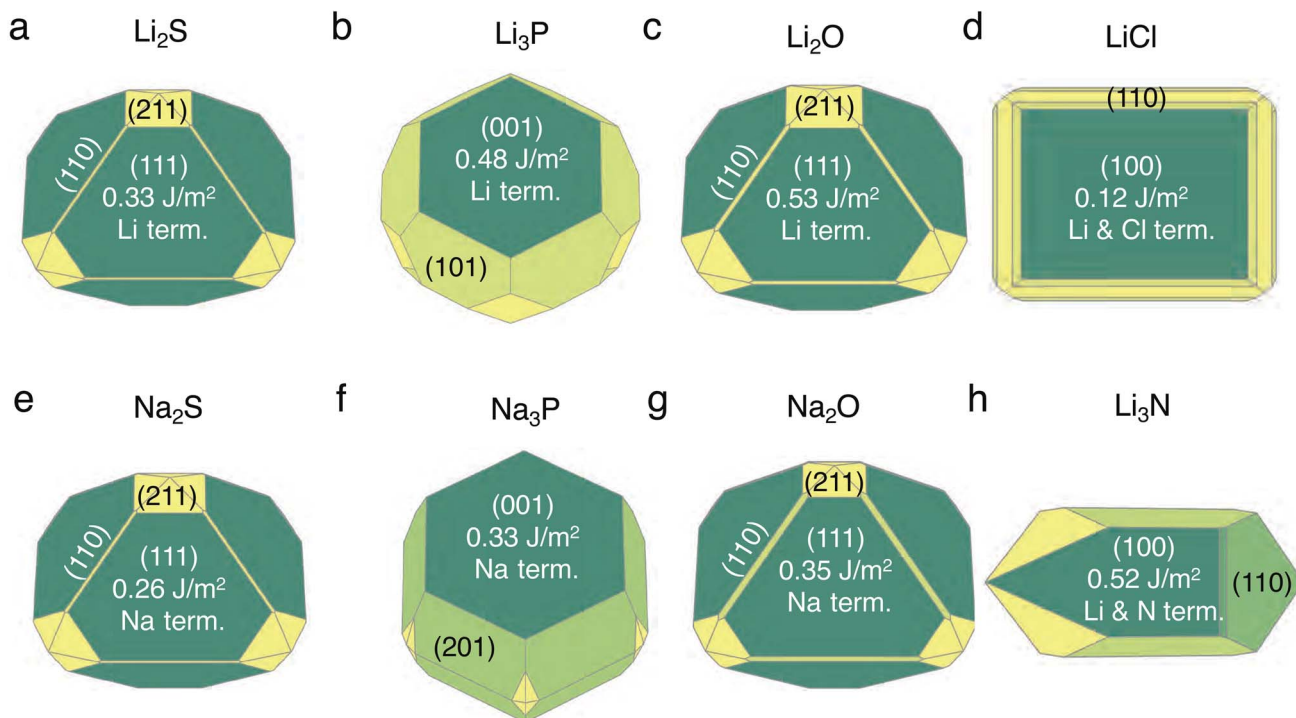 a
Li₂S
(211)
(110)
(111)
0.33 J/m²
Li term.
b
Li₃P
(001)
0.48 J/m²
Li term.
(101)
c
Li₂O
(211)
(110)
(111)
0.53 J/m²
Li term.
d
LiCl
(110)
(100)
0.12 J/m²
Li & Cl term.
e
Na₂S
(211)
(110)
(111)
0.26 J/m²
Na term.
f
Na₃P
(001)
0.33 J/m²
Na term.
(201)
g
Na₂O
(211)
(110)
(111)
0.35 J/m²
Na term.
h
Li₃N
(100)
0.52 J/m²
Li & N term.
(110)